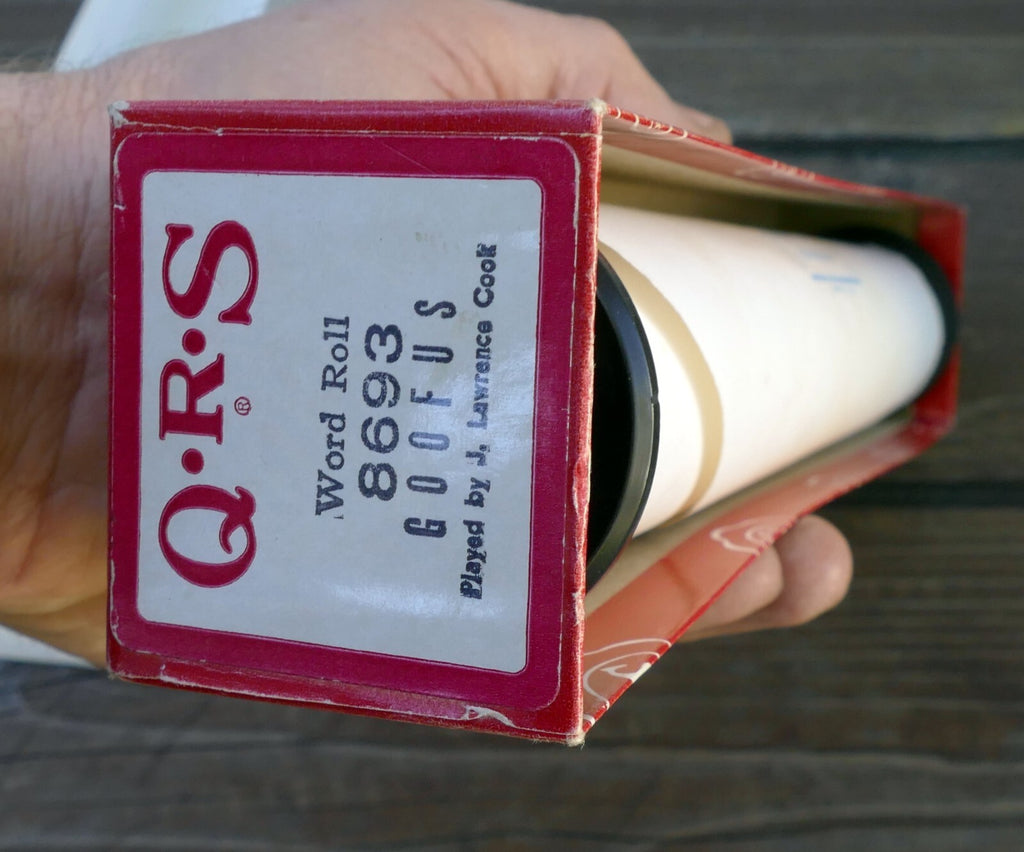 Q·R·S
®
Word Roll
8693
GOOFUS
Played by J. Lawrence Cook